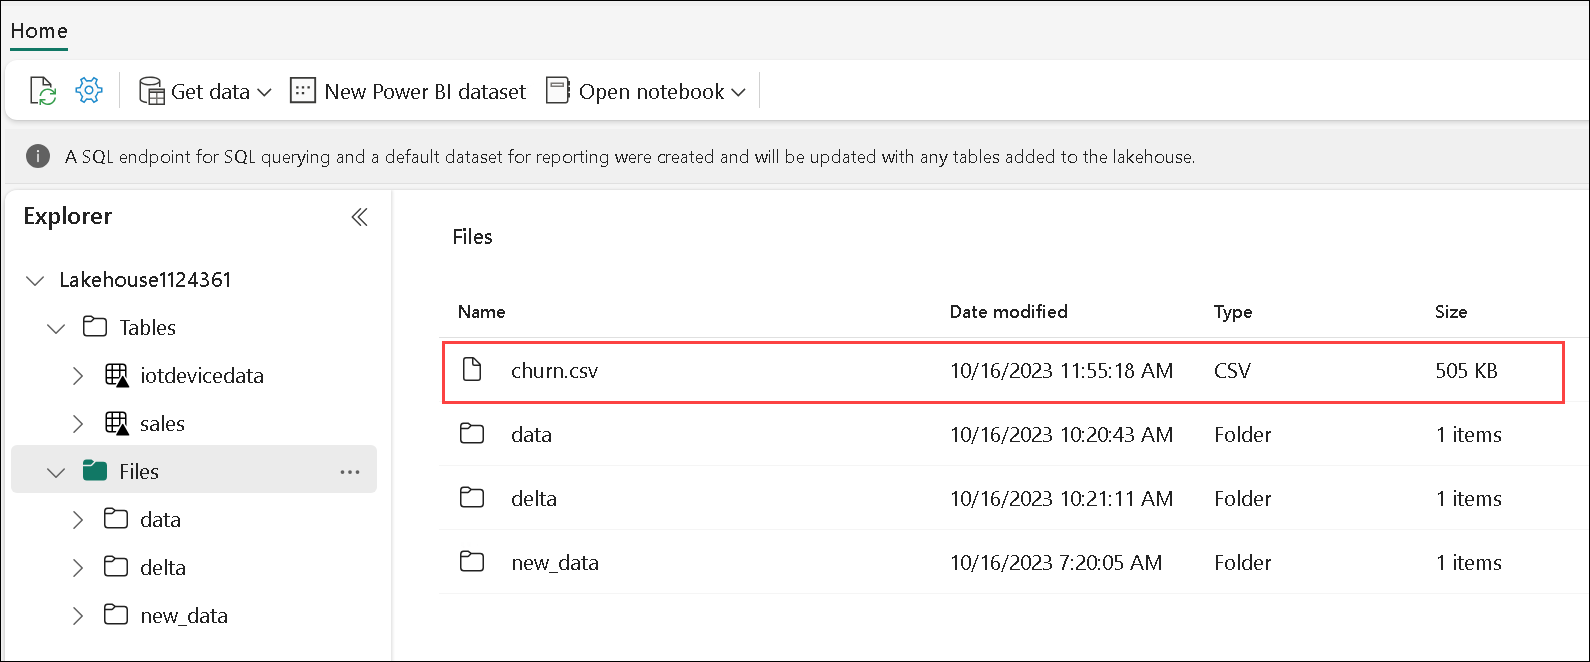 Home
Get data
New Power BI dataset
Open notebook
A SQL endpoint for SQL querying and a default dataset for reporting were created and will be updated with any tables added to the lakehouse.
Explorer
Lakehouse1124361
Tables
iotdevicedata
sales
Files
data
delta
new_data
Files
Name Date modified Type Size
churn.csv 10/16/2023 11:55:18 AM CSV 505 KB
data 10/16/2023 10:20:43 AM Folder 1 items
delta 10/16/2023 10:21:11 AM Folder 1 items
new_data 10/16/2023 7:20:05 AM Folder 1 items